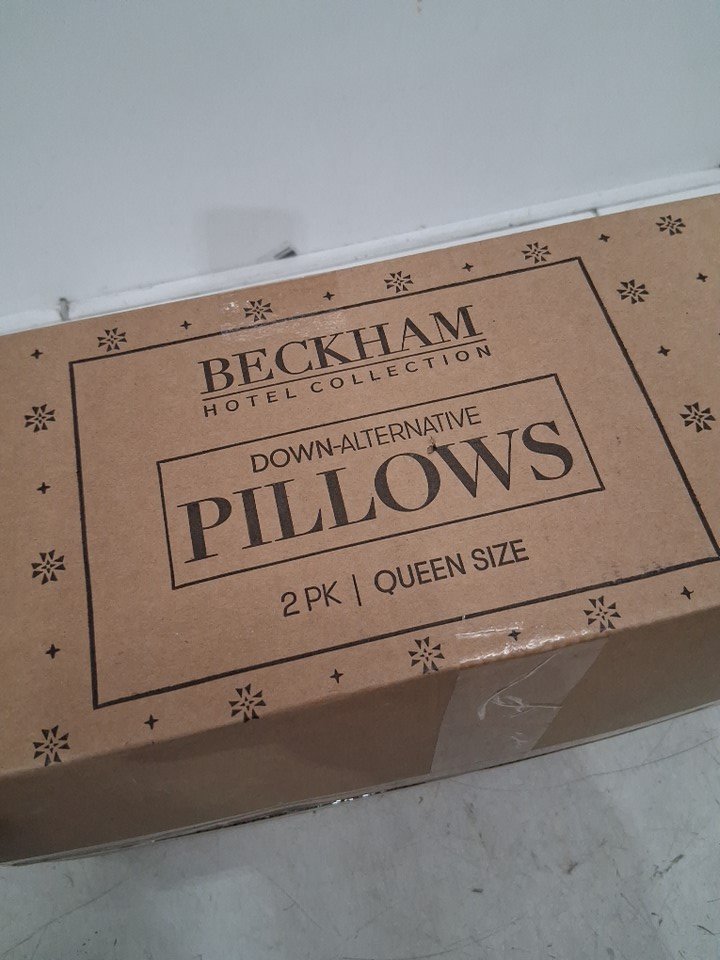 BECKHAM
HOTEL COLLECTION
DOWN-ALTERNATIVE
PILLOWS
2 PK | QUEEN SIZE